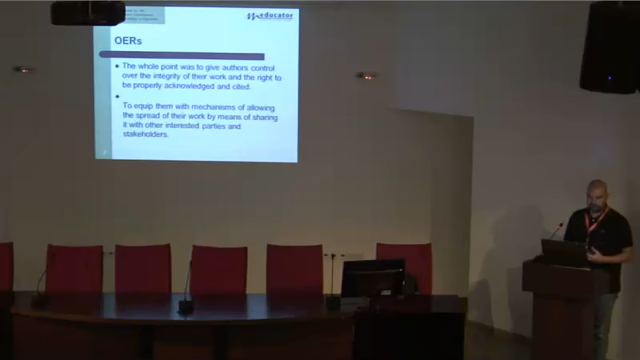 educator
OERs
The whole point was to give authors control
over the integrity of their work and the right to
be properly acknowledged and cited.
To equip them with mechanisms of allowing
the spread of their work by means of sharing
it with other interested parties and
stakeholders.